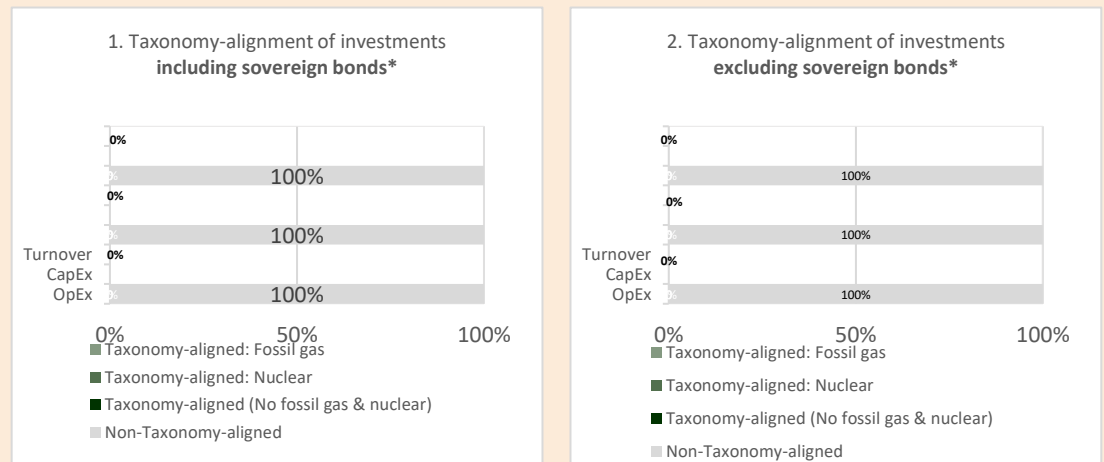 1. Taxonomy-alignment of investments
including sovereign bonds*
0%
100%
0%
100%
Turnover
0%
CapEx
OpEx
100%
0%
50%
100%
Taxonomy-aligned: Fossil gas
Taxonomy-aligned: Nuclear
Taxonomy-aligned (No fossil gas & nuclear)
Non-Taxonomy-aligned
2. Taxonomy-alignment of investments
excluding sovereign bonds*
0%
100%
0%
100%
Turnover
0%
CapEx
OpEx
100%
0%
50%
100%
Taxonomy-aligned: Fossil gas
Taxonomy-aligned: Nuclear
Taxonomy-aligned (No fossil gas & nuclear)
Non-Taxonomy-aligned